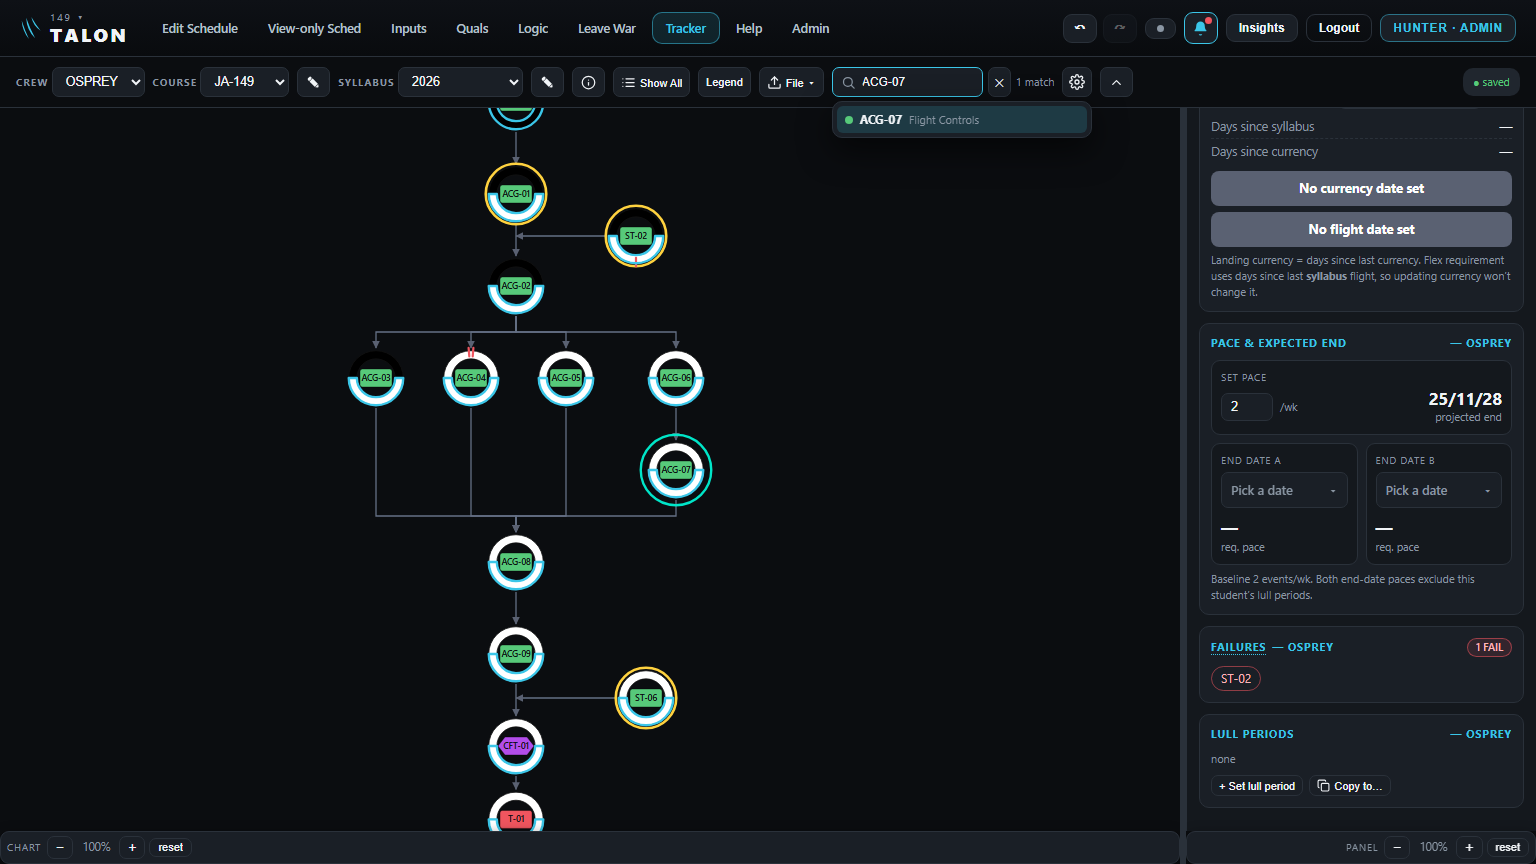 149
TALON
Edit Schedule
View-only Sched
Inputs
Quals
Logic
Leave War
Tracker
Help
Admin
Insights
Logout
HUNTER · ADMIN
CREW
OSPREY
COURSE
JA-149
SYLLABUS
2026
Show All
Legend
File
ACG-07
1 match
saved
ACG-07 Flight Controls
ACG-01
ST-02
ACG-02
ACG-03
ACG-04
ACG-05
ACG-06
ACG-07
ACG-08
ACG-09
ST-06
CFT-01
T-01
Days since syllabus —
Days since currency —
No currency date set
No flight date set
Landing currency = days since last currency. Flex requirement
uses days since last syllabus flight, so updating currency won't
change it.
PACE & EXPECTED END — OSPREY
SET PACE
2 /wk
25/11/28
projected end
END DATE A
Pick a date
—
req. pace
END DATE B
Pick a date
—
req. pace
Baseline 2 events/wk. Both end-date paces exclude this
student's lull periods.
FAILURES — OSPREY
1 FAIL
ST-02
LULL PERIODS — OSPREY
none
+ Set lull period
Copy to...
CHART − 100% + reset
PANEL − 100% + reset